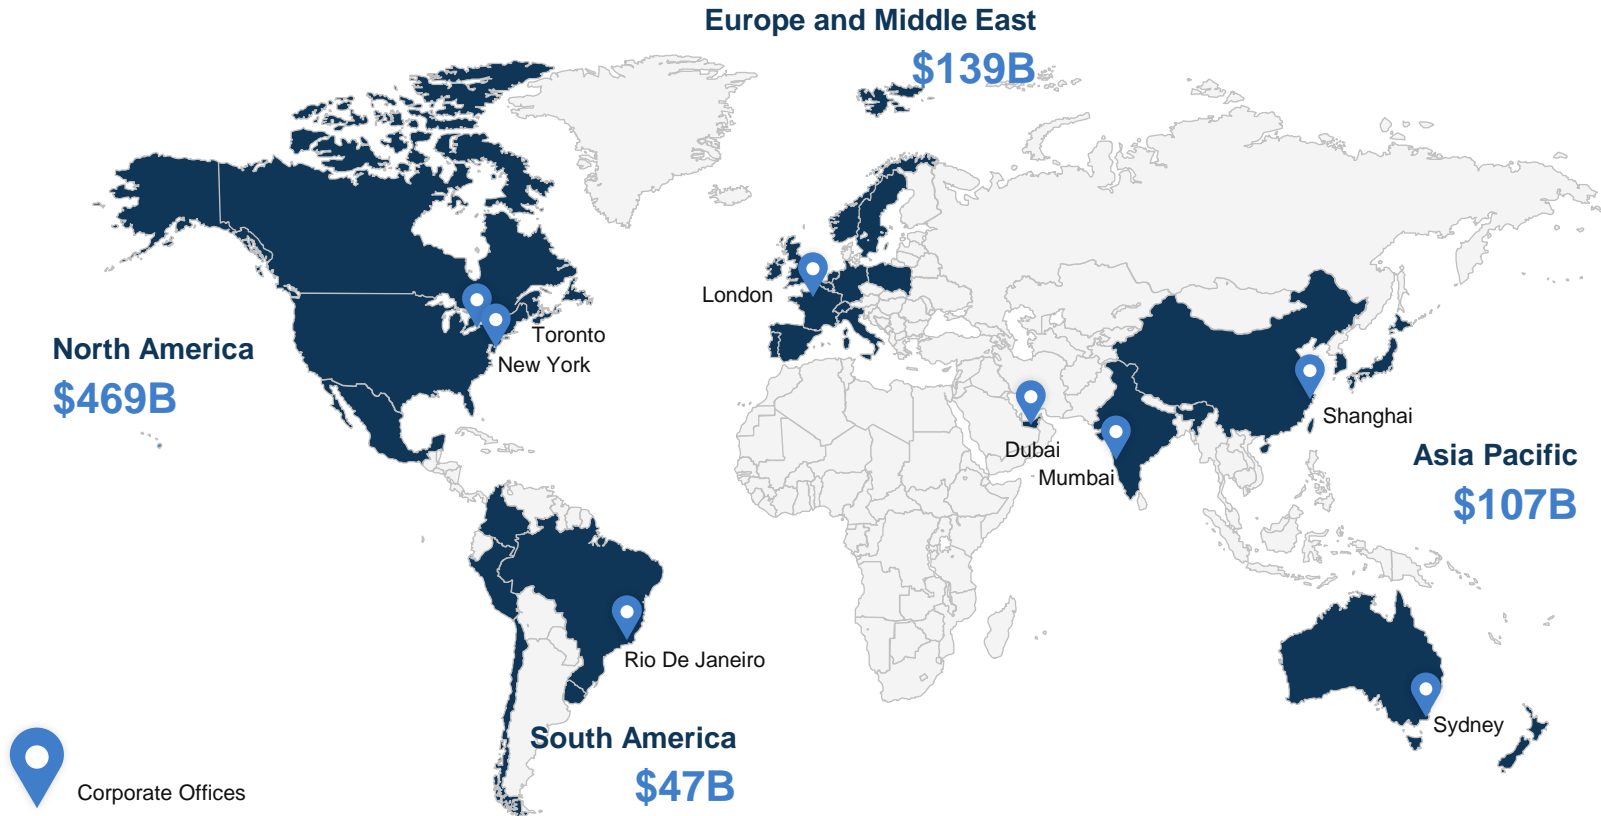 Europe and Middle East
$139B
London
Toronto
New York
North America
$469B
Shanghai
Dubai
Mumbai
Asia Pacific
$107B
Rio De Janeiro
Sydney
South America
$47B
Corporate Offices